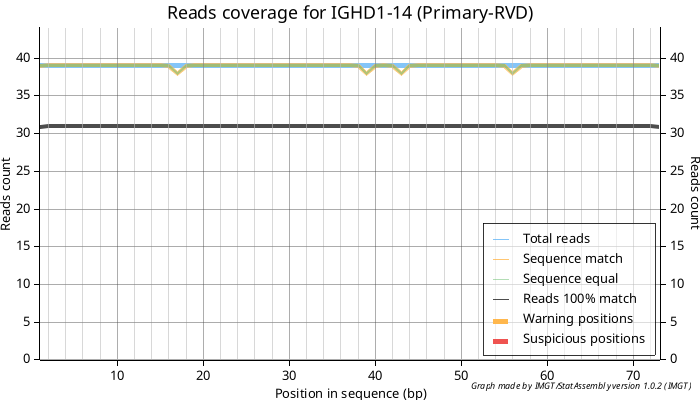 Reads coverage for IGHD1-14 (Primary-RVD)
40 40
35 35
30 30
25 25
20 20
15 15
10 10
5 5
0 0
Reads count
Reads count
Total reads
Sequence match
Sequence equal
Reads 100% match
Warning positions
Suspicious positions
10 20 30 40 50 60 70
Position in sequence (bp)
Graph made by IMGT/StatAssembly version 1.0.2 (IMGT)